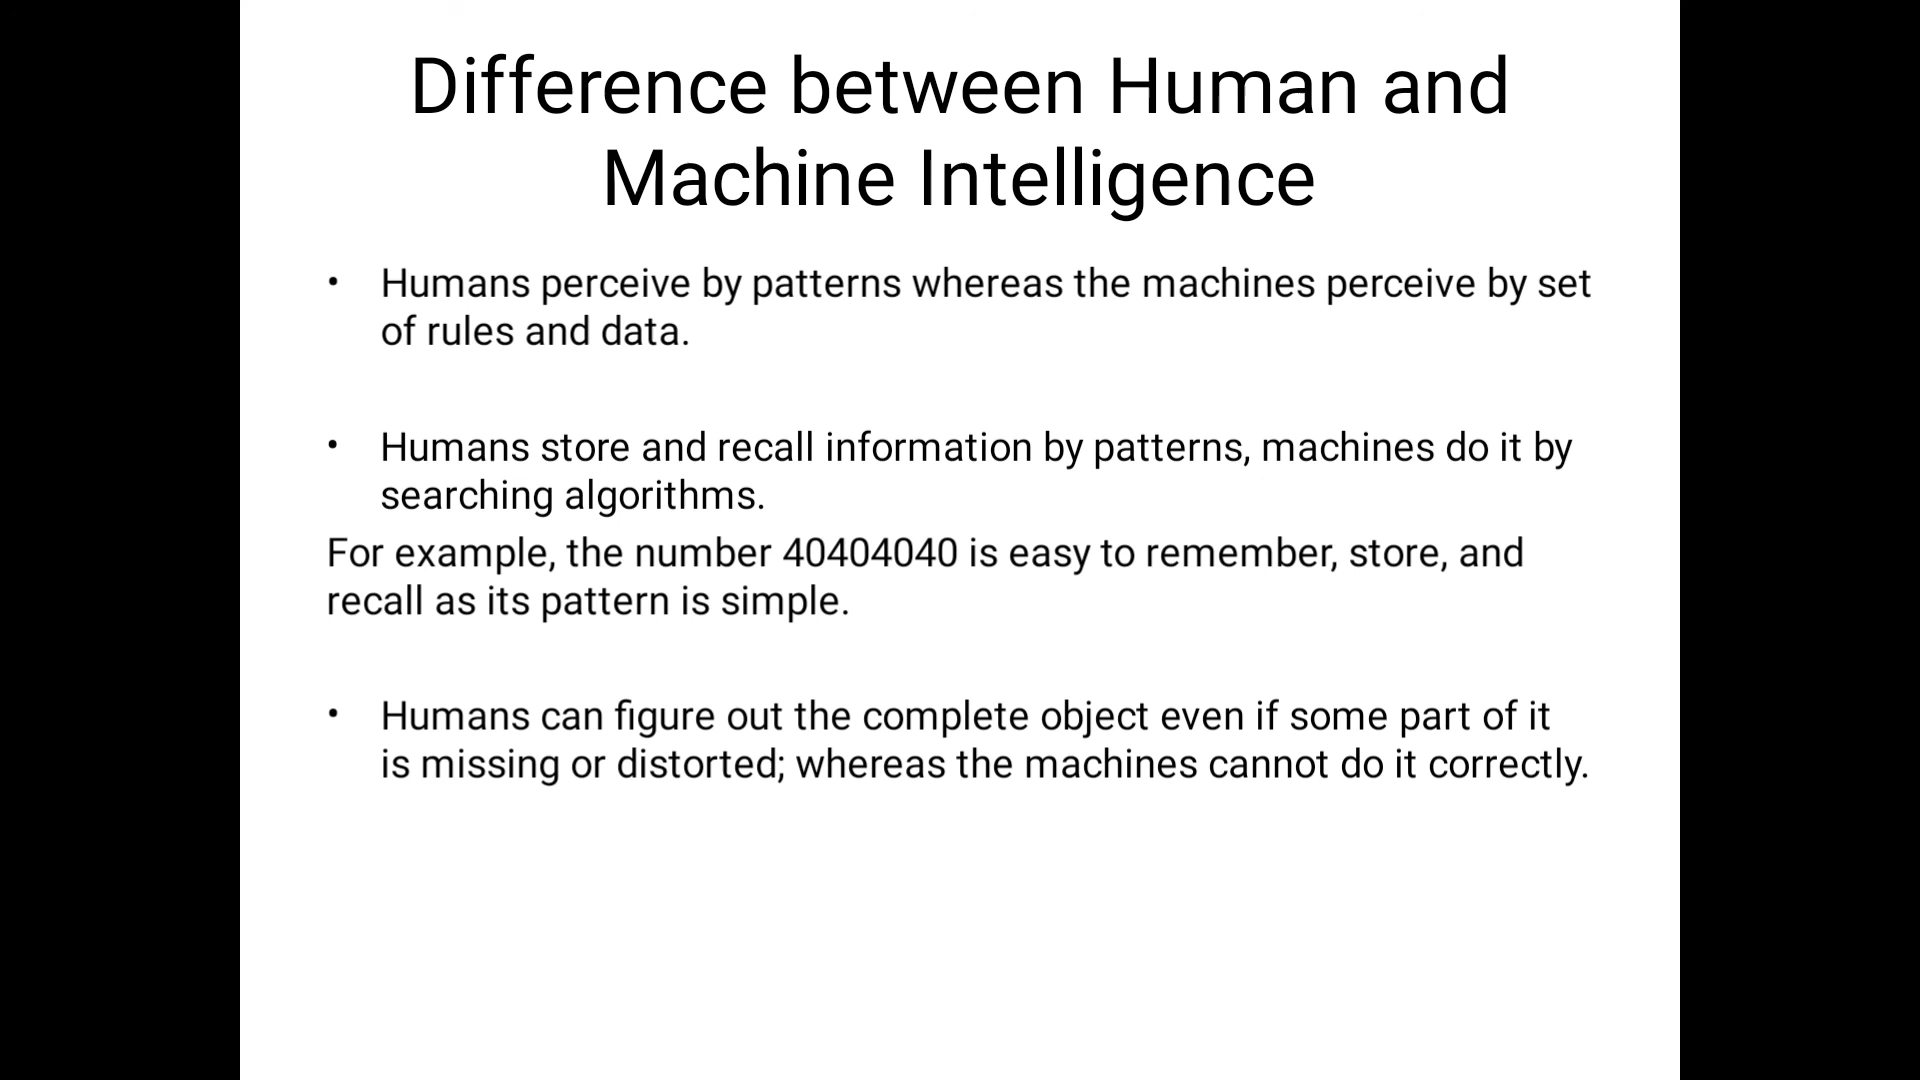 Difference between Human and
Machine Intelligence
• Humans perceive by patterns whereas the machines perceive by set
of rules and data.
• Humans store and recall information by patterns, machines do it by
searching algorithms.
For example, the number 40404040 is easy to remember, store, and
recall as its pattern is simple.
• Humans can figure out the complete object even if some part of it
is missing or distorted; whereas the machines cannot do it correctly.